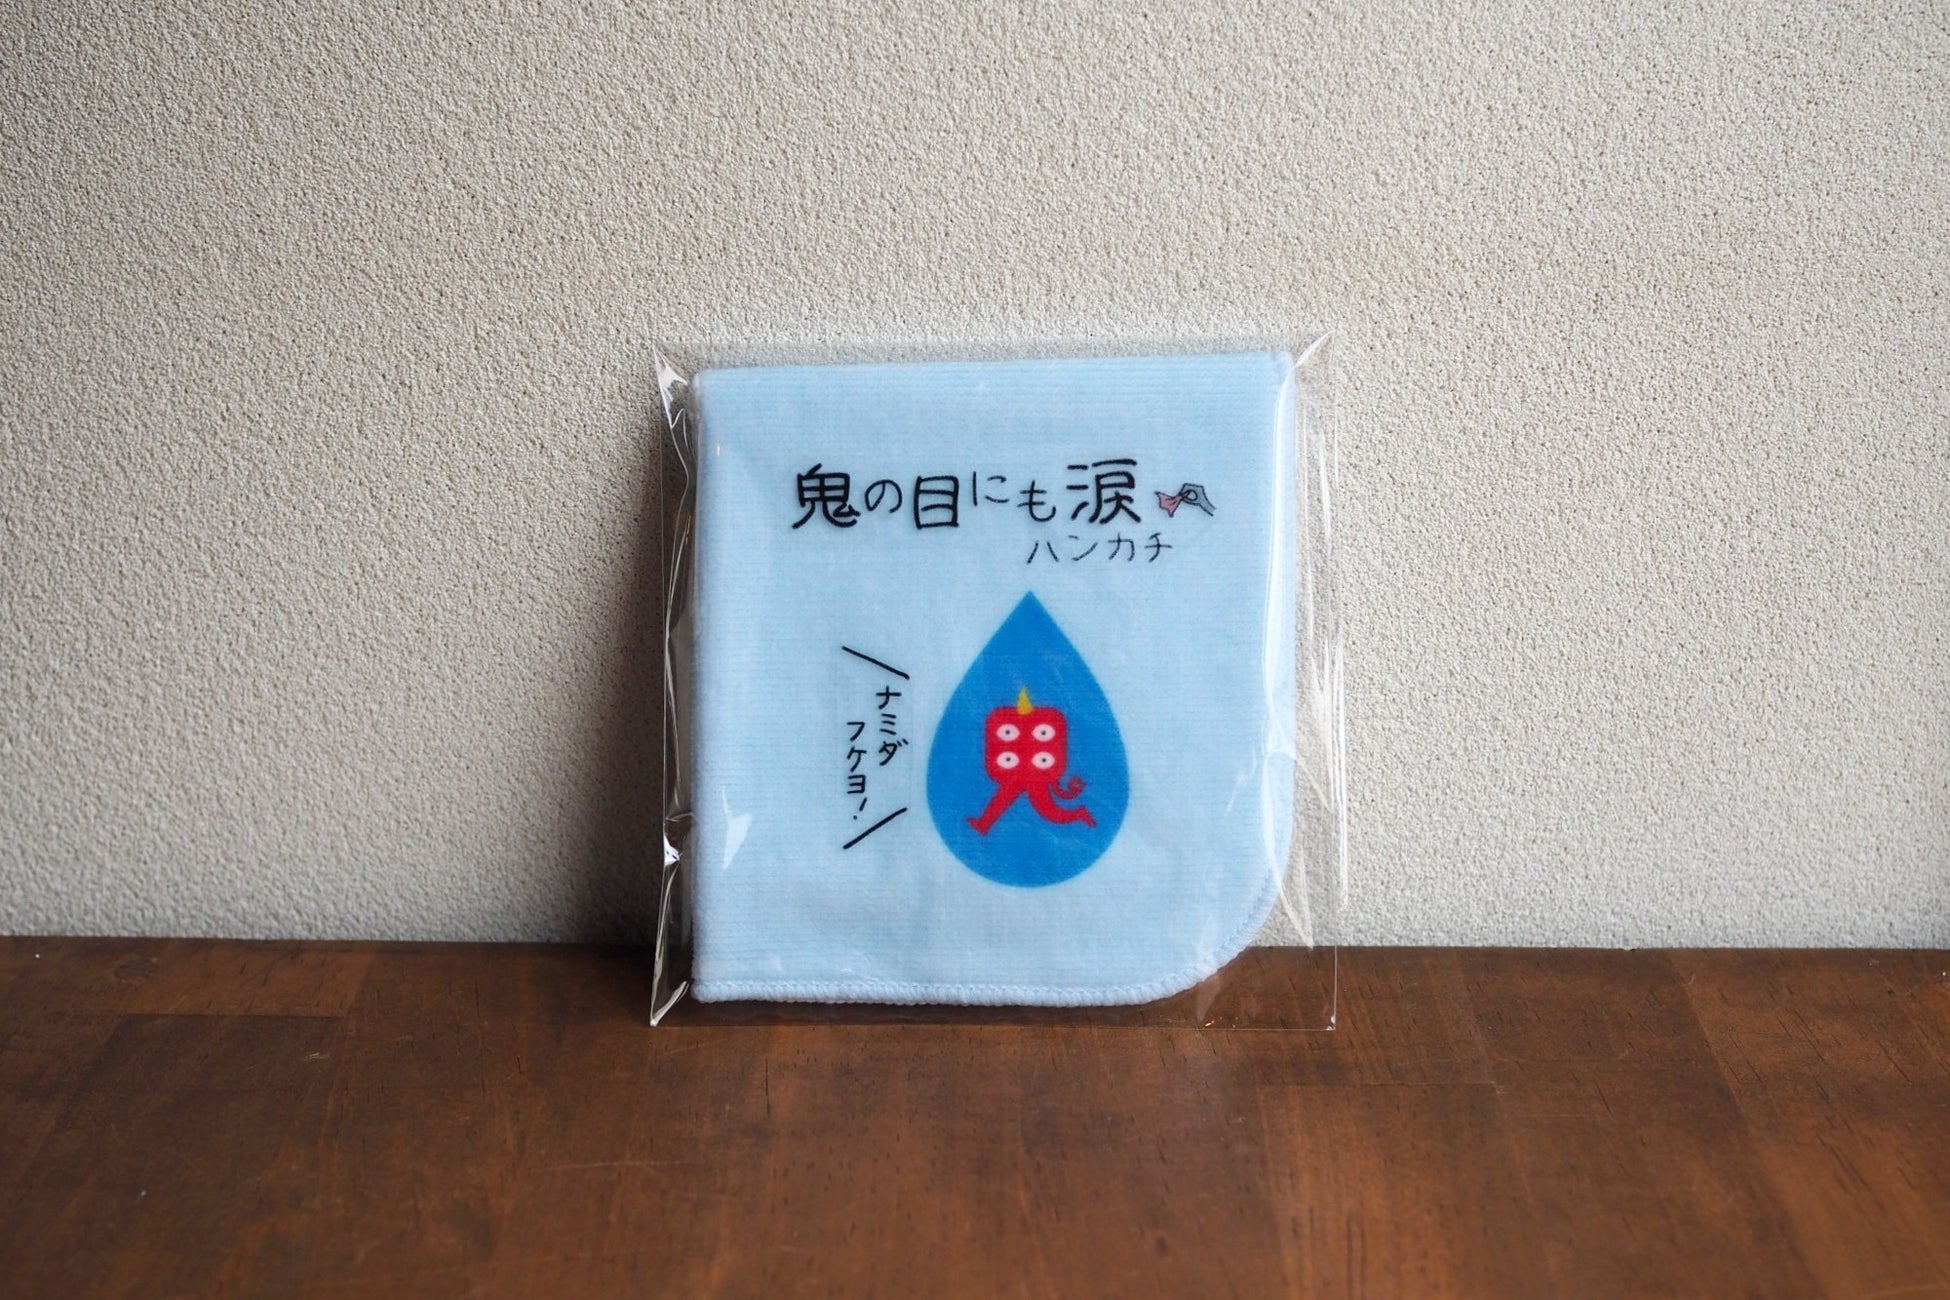 鬼の目にも涙
ハンカチ
ナミダ
フケヨ!